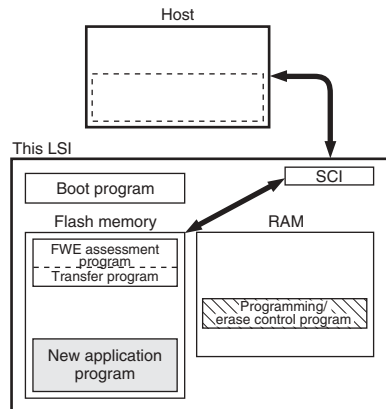 Host
This LSI
Boot program
SCI
Flash memory
RAM
FWE assessment
program
Transfer program
Programming/
erase control program
New application
program